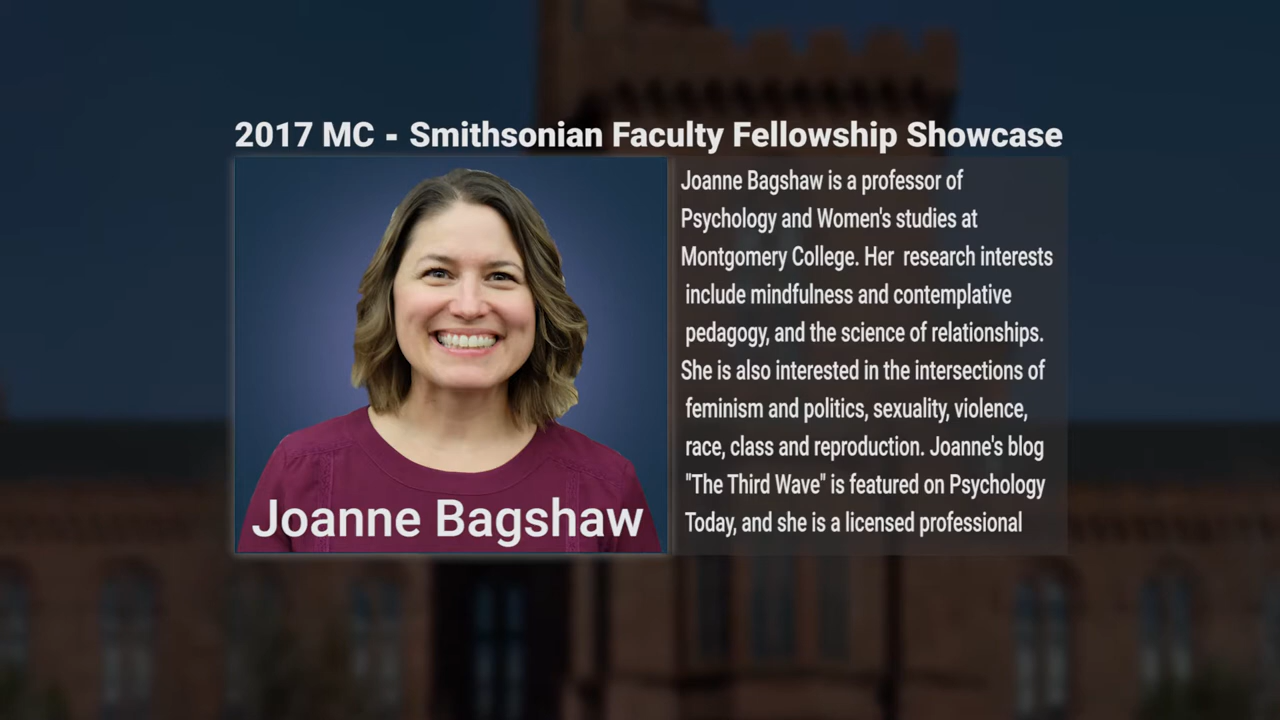 2017 MC - Smithsonian Faculty Fellowship Showcase
Joanne Bagshaw
Joanne Bagshaw is a professor of
Psychology and Women's studies at
Montgomery College. Her  research interests
include mindfulness and contemplative
pedagogy, and the science of relationships.
She is also interested in the intersections of
feminism and politics, sexuality, violence,
race, class and reproduction. Joanne's blog
"The Third Wave" is featured on Psychology
Today, and she is a licensed professional